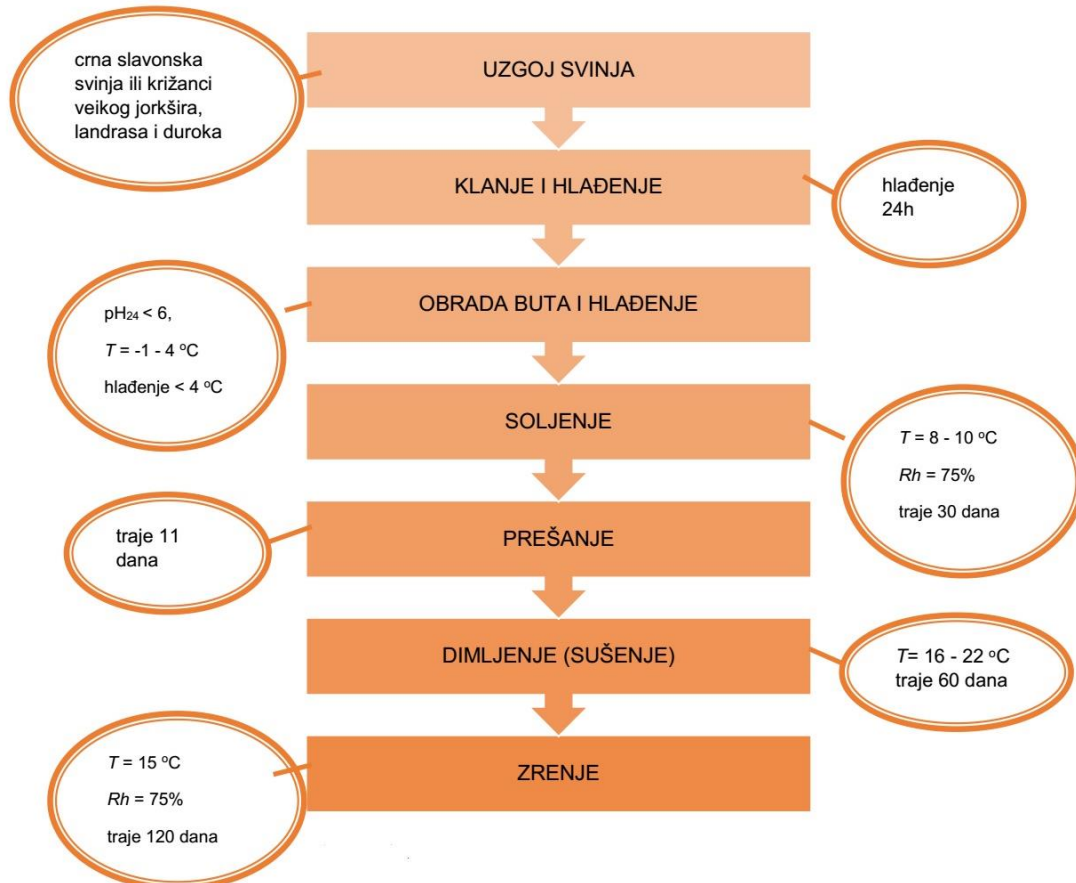 crna slavonska
svinja ili križanci
veikog jorkšira,
landrasa i duroka
UZGOJ SVINJA
KLANJE I HLAĐENJE
hlađenje
24h
pH₂₄ < 6,
T = -1 - 4 °C
hlađenje < 4 °C
OBRADA BUTA I HLAĐENJE
SOLJENJE
T = 8 - 10 °C
Rh = 75%
traje 30 dana
traje 11
dana
PREŠANJE
DIMLJENJE (SUŠENJE)
T= 16 - 22 °C
traje 60 dana
T = 15 °C
Rh = 75%
traje 120 dana
ZRENJE